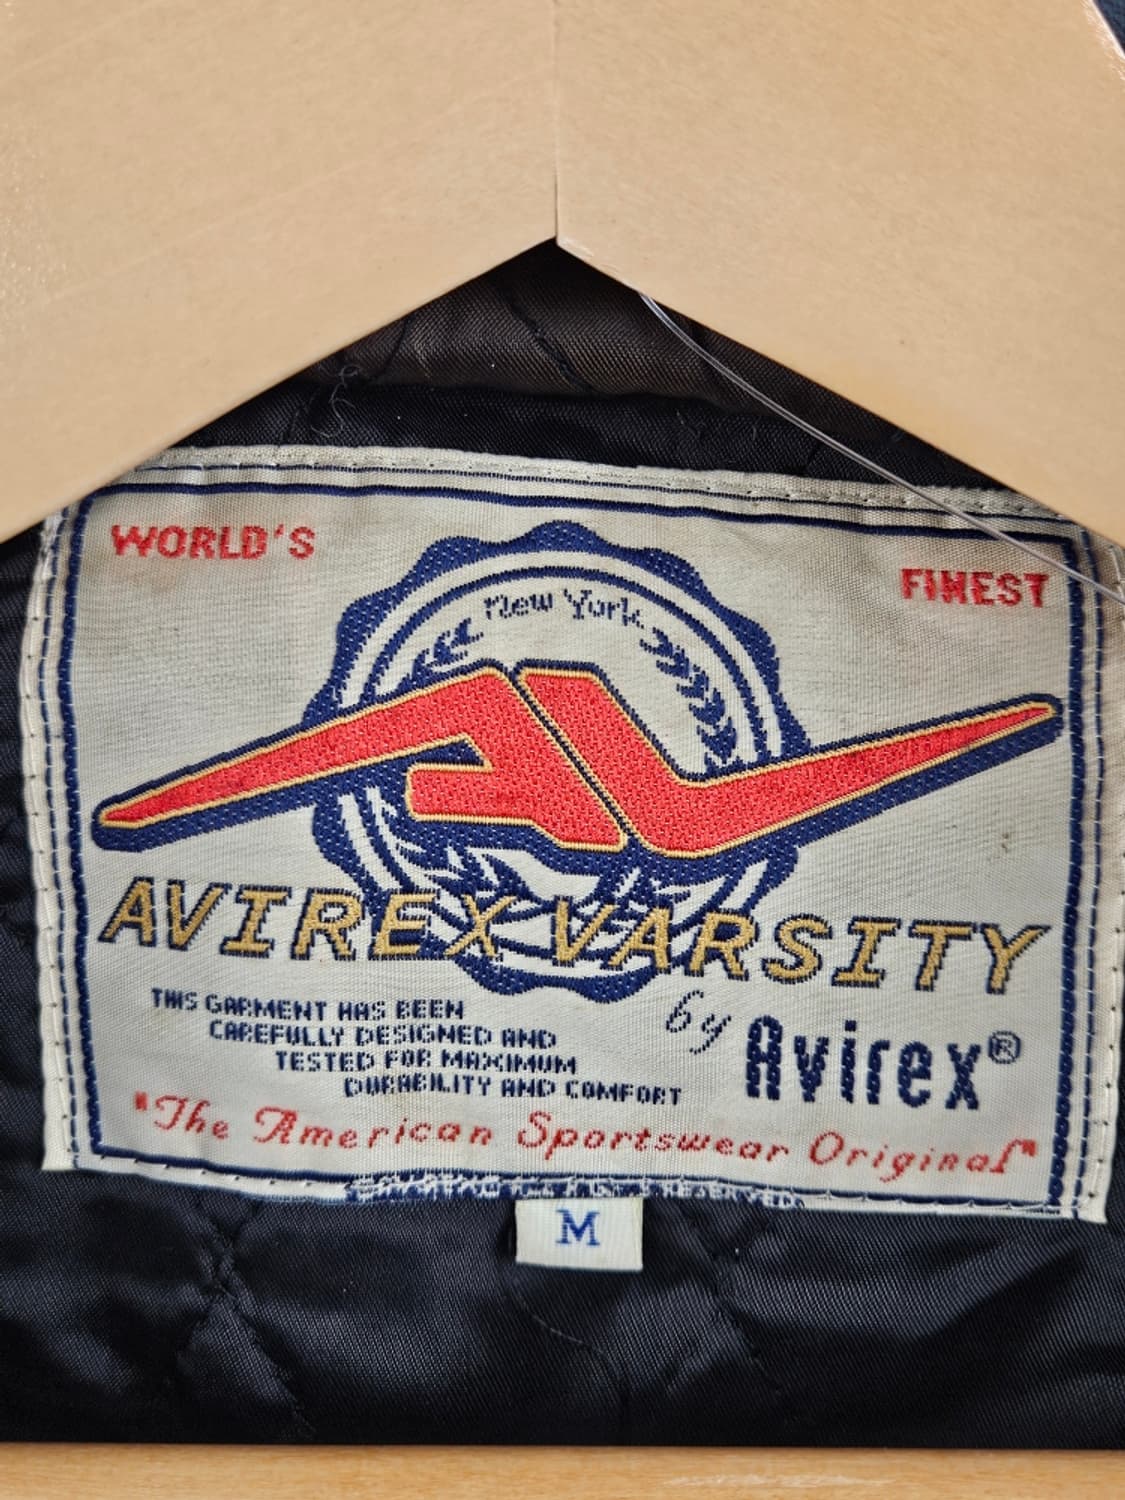 WORLD'S
FINEST
New York
AVIREX VARSITY
by Avirex®
THIS GARMENT HAS BEEN
CAREFULLY DESIGNED AND
TESTED FOR MAXIMUM
DURABILITY AND COMFORT
"The American Sportswear Original"
RESERVED
M